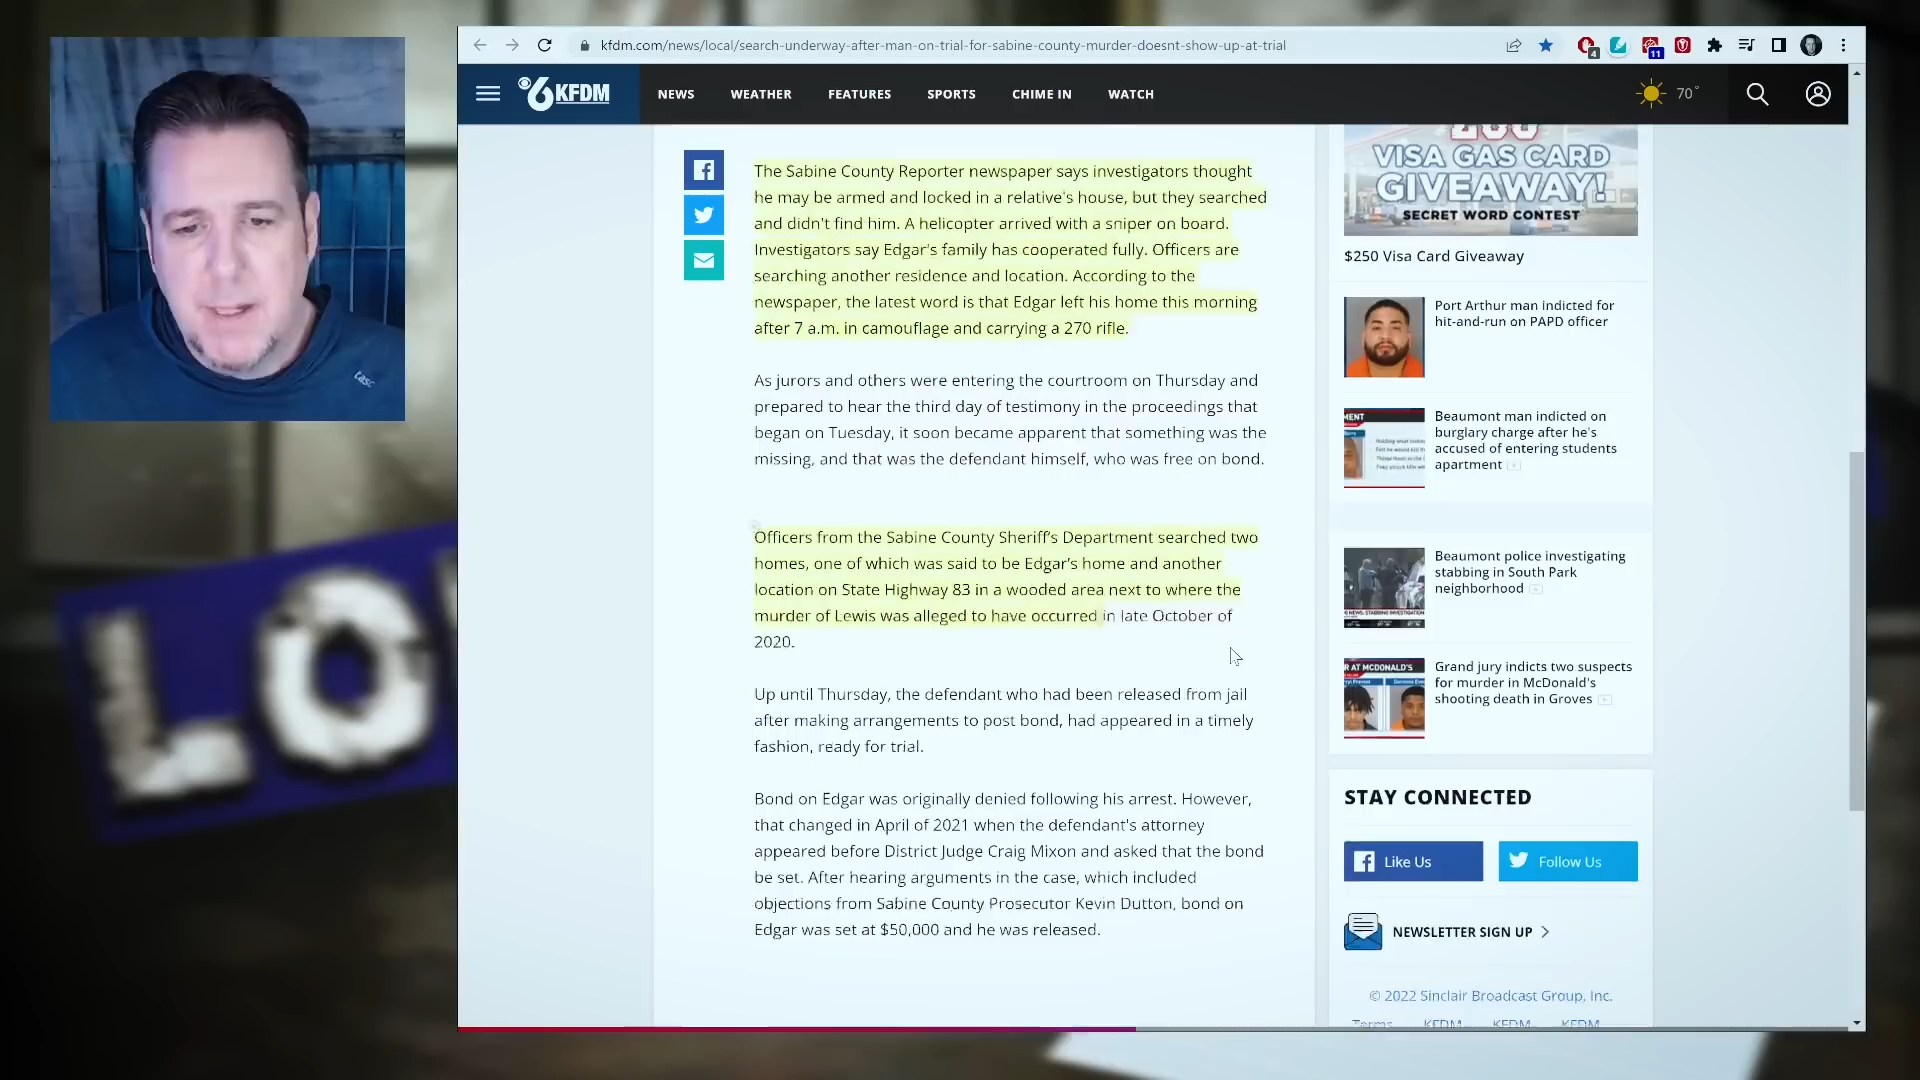 kfdm.com/news/local/search-underway-after-man-on-trial-for-sabine-county-murder-doesnt-show-up-at-trial
4
11
6 KFDM
NEWS
WEATHER
FEATURES
SPORTS
CHIME IN
WATCH
70°
The Sabine County Reporter newspaper says investigators thought
he may be armed and locked in a relative's house, but they searched
and didn't find him. A helicopter arrived with a sniper on board.
Investigators say Edgar's family has cooperated fully. Officers are
searching another residence and location. According to the
newspaper, the latest word is that Edgar left his home this morning
after 7 a.m. in camouflage and carrying a 270 rifle.
As jurors and others were entering the courtroom on Thursday and
prepared to hear the third day of testimony in the proceedings that
began on Tuesday, it soon became apparent that something was the
missing, and that was the defendant himself, who was free on bond.
Officers from the Sabine County Sheriff's Department searched two
homes, one of which was said to be Edgar's home and another
location on State Highway 83 in a wooded area next to where the
murder of Lewis was alleged to have occurred in late October of
2020.
Up until Thursday, the defendant who had been released from jail
after making arrangements to post bond, had appeared in a timely
fashion, ready for trial.
Bond on Edgar was originally denied following his arrest. However,
that changed in April of 2021 when the defendant's attorney
appeared before District Judge Craig Mixon and asked that the bond
be set. After hearing arguments in the case, which included
objections from Sabine County Prosecutor Kevin Dutton, bond on
Edgar was set at $50,000 and he was released.
VISA GAS CARD
GIVEAWAY!
SECRET WORD CONTEST
$250 Visa Card Giveaway
Port Arthur man indicted for
hit-and-run on PAPD officer
Beaumont man indicted on
burglary charge after he's
accused of entering students
apartment
Beaumont police investigating
stabbing in South Park
neighborhood
R AT MCDONALD'S
Grand jury indicts two suspects
for murder in McDonald's
shooting death in Groves
STAY CONNECTED
Like Us
Follow Us
NEWSLETTER SIGN UP
© 2022 Sinclair Broadcast Group, Inc.
Terms
KFDM
KFDM
KFDM
LO